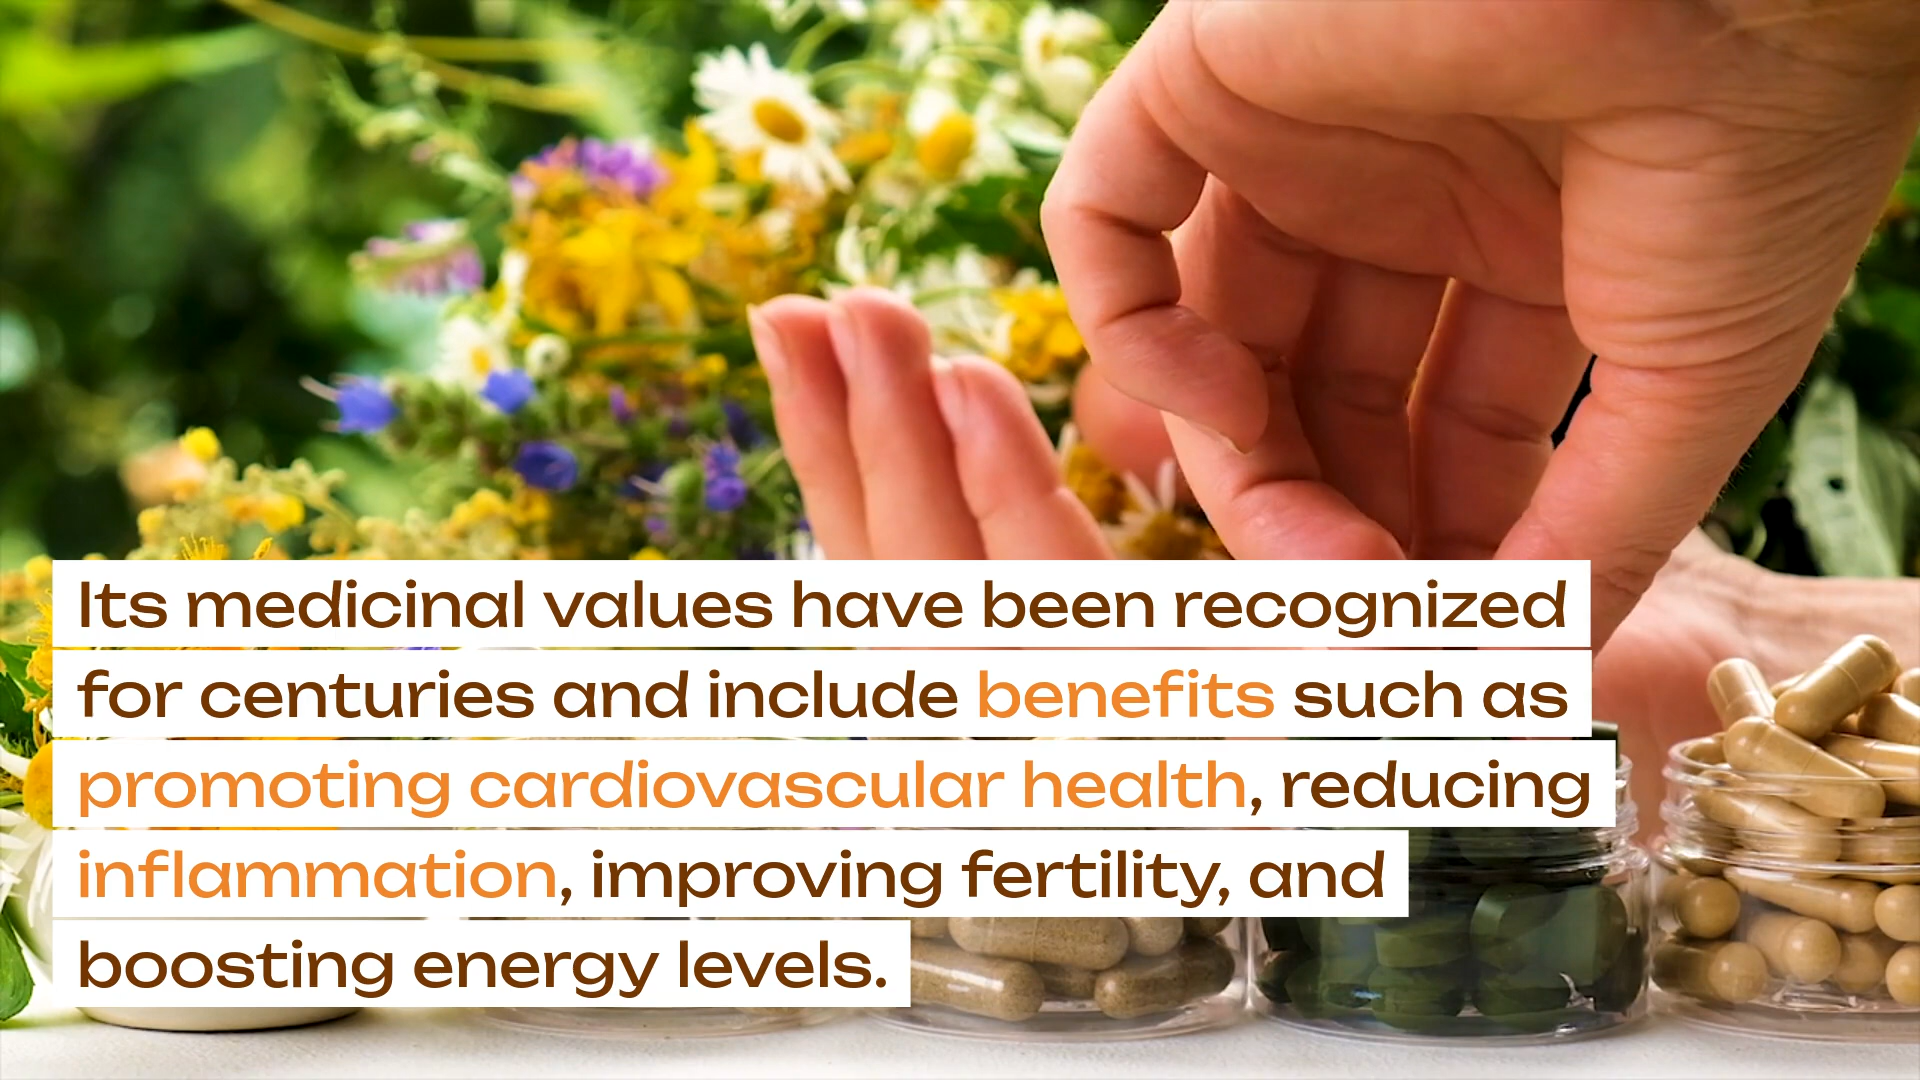 Its medicinal values have been recognized
for centuries and include benefits such as
promoting cardiovascular health, reducing
inflammation, improving fertility, and
boosting energy levels.